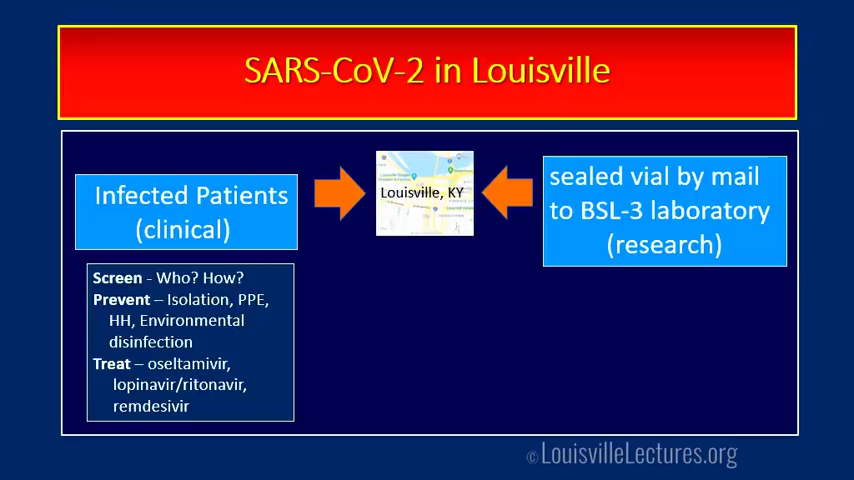 SARS-CoV-2 in Louisville
Infected Patients
(clinical)
Louisville, KY
sealed vial by mail
to BSL-3 laboratory
(research)
Screen - Who? How?
Prevent – Isolation, PPE,
HH, Environmental
disinfection
Treat – oseltamivir,
lopinavir/ritonavir,
remdesivir
© LouisvilleLectures.org